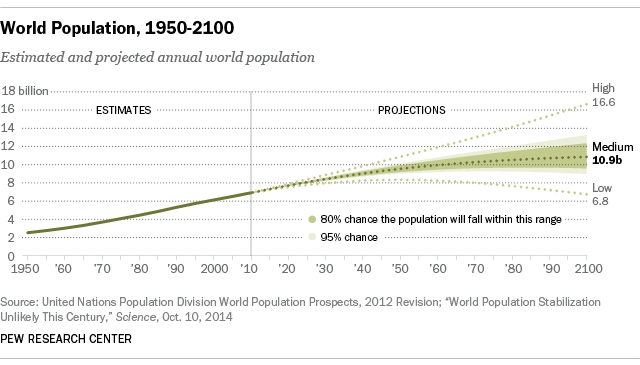 World Population, 1950-2100
Estimated and projected annual world population
18 billion
High
16.6
16
ESTIMATES
PROJECTIONS
14
12
Medium
10.9b
10
8
Low
6.8
6
4
80% chance the population will fall within this range
2
95% chance
0
1950 '60 '70 '80 '90 2000 '10 '20 '30 '40 '50 '60 '70 '80 '90 2100
Source: United Nations Population Division World Population Prospects, 2012 Revision; “World Population Stabilization
Unlikely This Century,” Science, Oct. 10, 2014
PEW RESEARCH CENTER